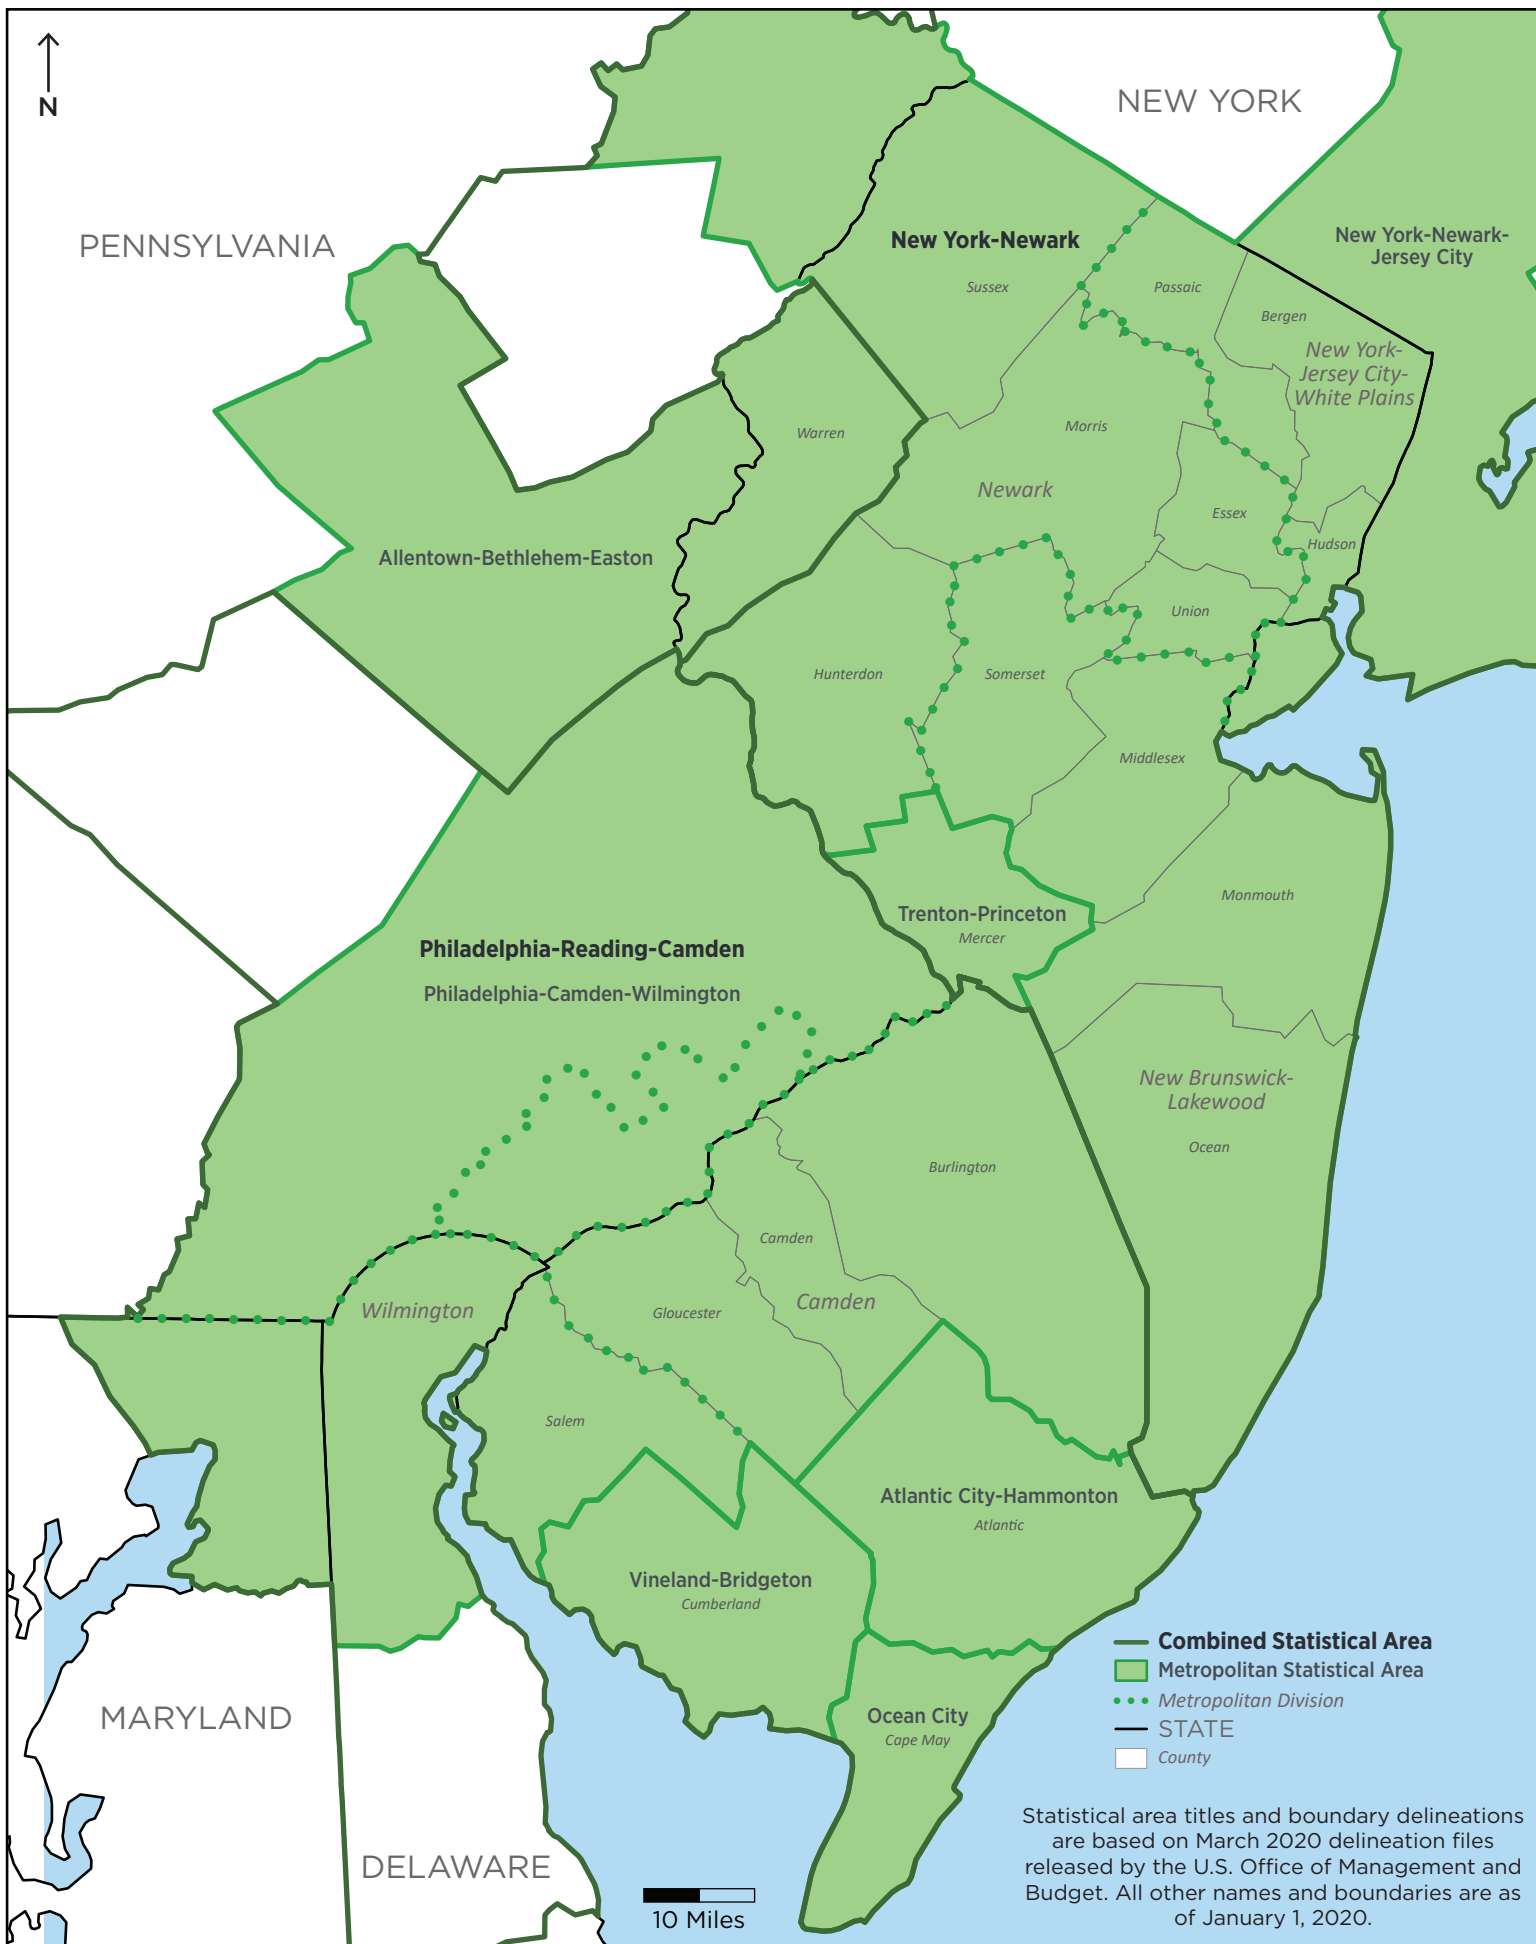 N
NEW YORK
PENNSYLVANIA
New York-Newark
New York-Newark-
Jersey City
Sussex
Passaic
Bergen
New York-
Jersey City-
White Plains
Warren
Morris
Newark
Essex
Hudson
Allentown-Bethlehem-Easton
Union
Hunterdon
Somerset
Middlesex
Monmouth
Trenton-Princeton
Mercer
Philadelphia-Reading-Camden
Philadelphia-Camden-Wilmington
New Brunswick-
Lakewood
Ocean
Burlington
Camden
Camden
Gloucester
Wilmington
Salem
Atlantic City-Hammonton
Atlantic
Vineland-Bridgeton
Cumberland
Ocean City
Cape May
MARYLAND
DELAWARE
Combined Statistical Area
Metropolitan Statistical Area
Metropolitan Division
STATE
County
10 Miles
Statistical area titles and boundary delineations
are based on March 2020 delineation files
released by the U.S. Office of Management and
Budget. All other names and boundaries are as
of January 1, 2020.